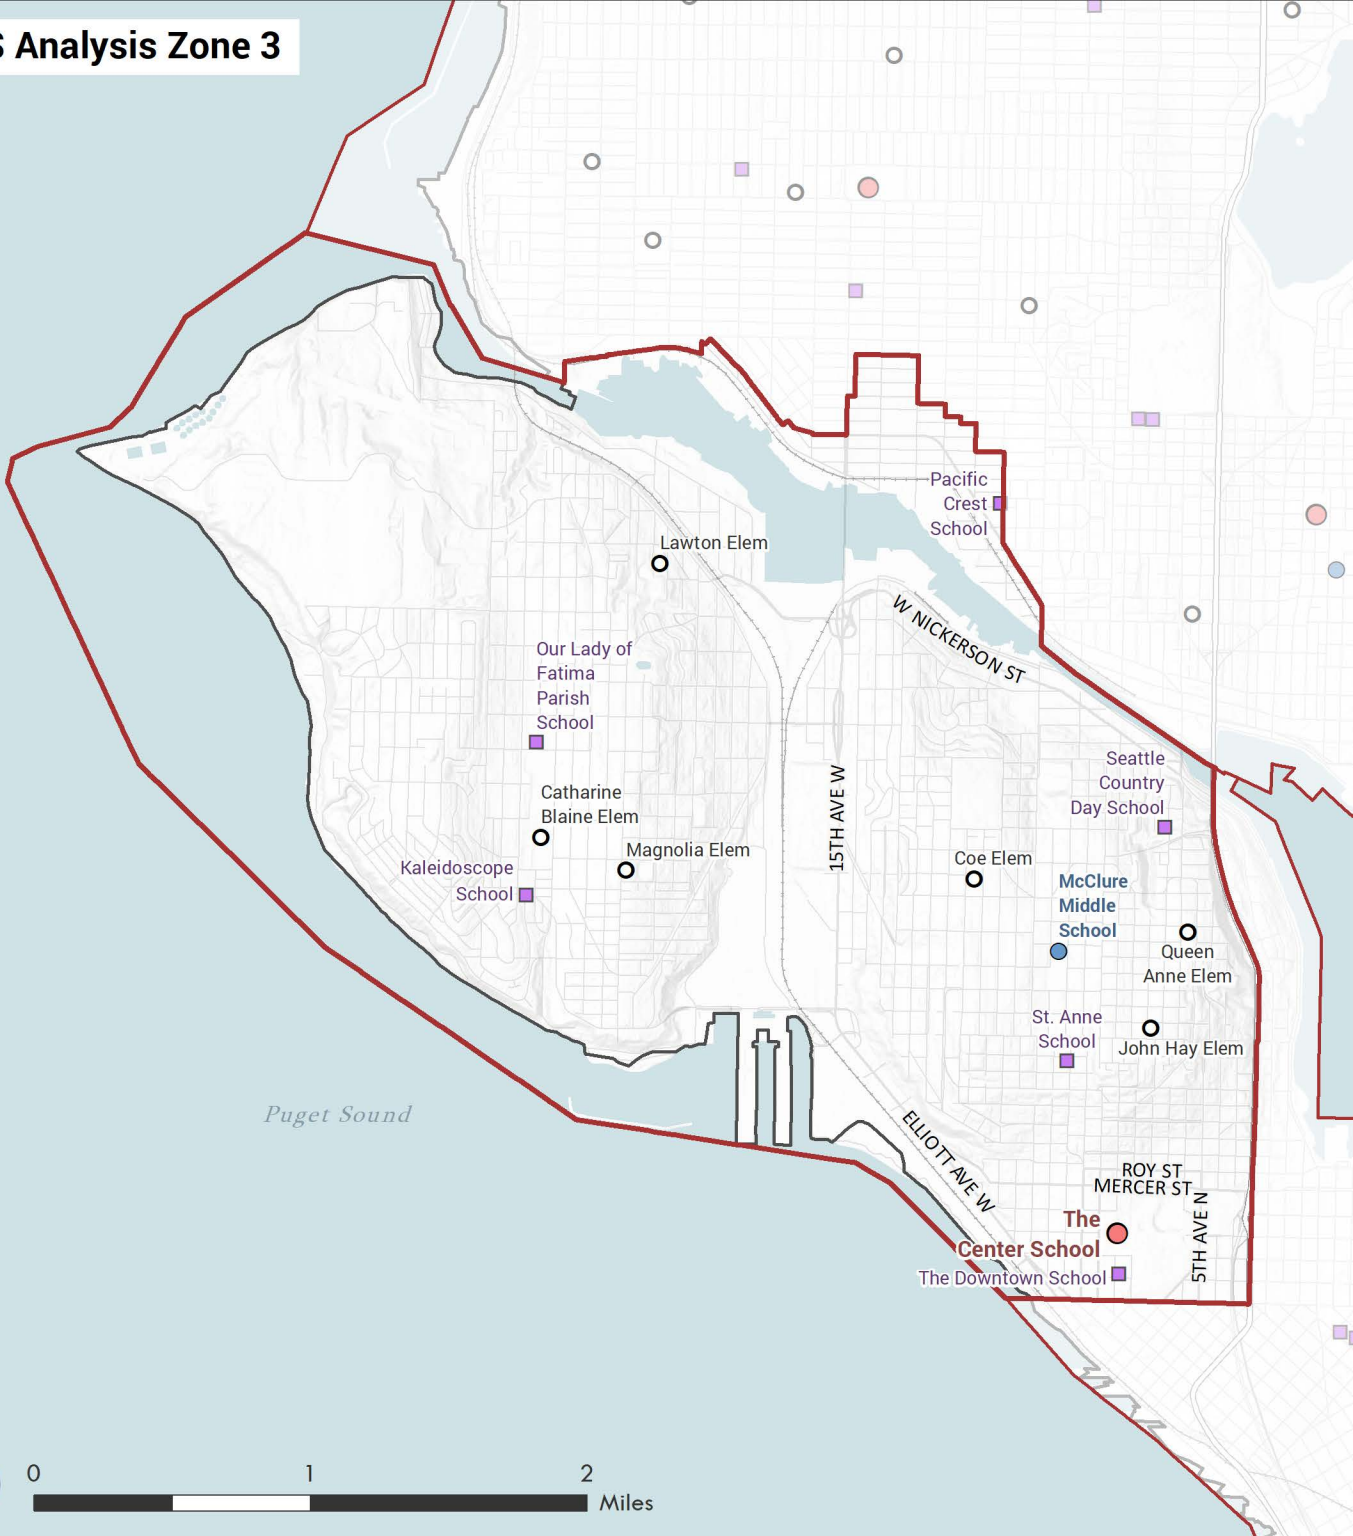 S Analysis Zone 3
Pacific
Crest
School
Lawton Elem
W NICKERSON ST
Our Lady of
Fatima
Parish
School
Seattle
Country
Day School
15TH AVE W
Catharine
Blaine Elem
Magnolia Elem
Coe Elem
Kaleidoscope
School
McClure
Middle
School
Queen
Anne Elem
St. Anne
School
John Hay Elem
Puget Sound
ELLIOTT AVE W
ROY ST
MERCER ST
5TH AVE N
The
Center School
The Downtown School
0 1 2
Miles